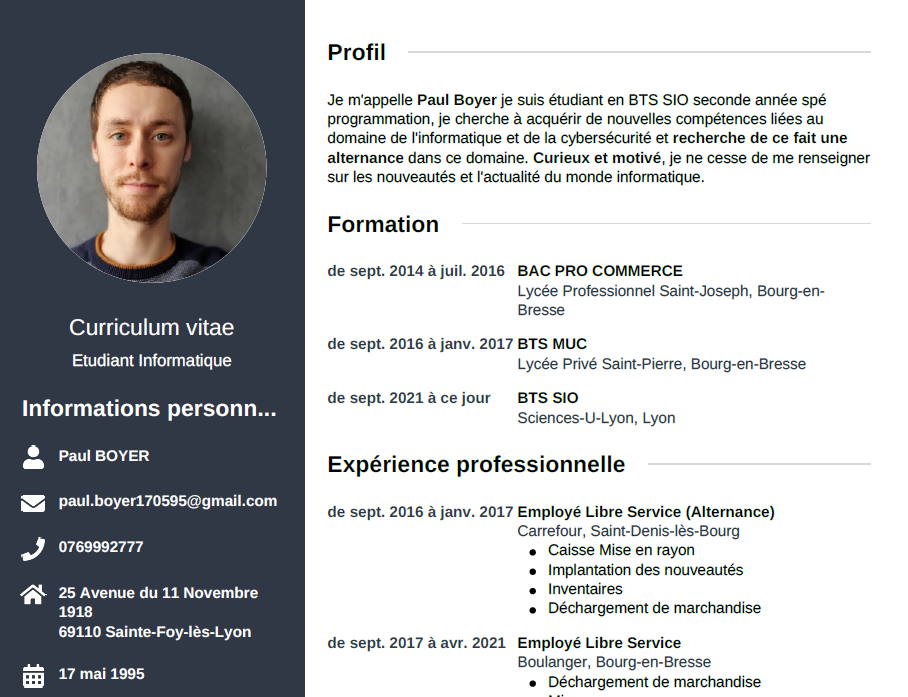 Curriculum vitae
Etudiant Informatique
Informations personn...
Paul BOYER
paul.boyer170595@gmail.com
0769992777
25 Avenue du 11 Novembre
1918
69110 Sainte-Foy-lès-Lyon
17 mai 1995
Profil
Je m'appelle Paul Boyer je suis étudiant en BTS SIO seconde année spé
programmation, je cherche à acquérir de nouvelles compétences liées au
domaine de l'informatique et de la cybersécurité et recherche de ce fait une
alternance dans ce domaine. Curieux et motivé, je ne cesse de me renseigner
sur les nouveautés et l'actualité du monde informatique.
Formation
de sept. 2014 à juil. 2016 BAC PRO COMMERCE
Lycée Professionnel Saint-Joseph, Bourg-en-
Bresse
de sept. 2016 à janv. 2017 BTS MUC
Lycée Privé Saint-Pierre, Bourg-en-Bresse
de sept. 2021 à ce jour BTS SIO
Sciences-U-Lyon, Lyon
Expérience professionnelle
de sept. 2016 à janv. 2017 Employé Libre Service (Alternance)
Carrefour, Saint-Denis-lès-Bourg
● Caisse Mise en rayon
● Implantation des nouveautés
● Inventaires
● Déchargement de marchandise
de sept. 2017 à avr. 2021 Employé Libre Service
Boulanger, Bourg-en-Bresse
● Déchargement de marchandise